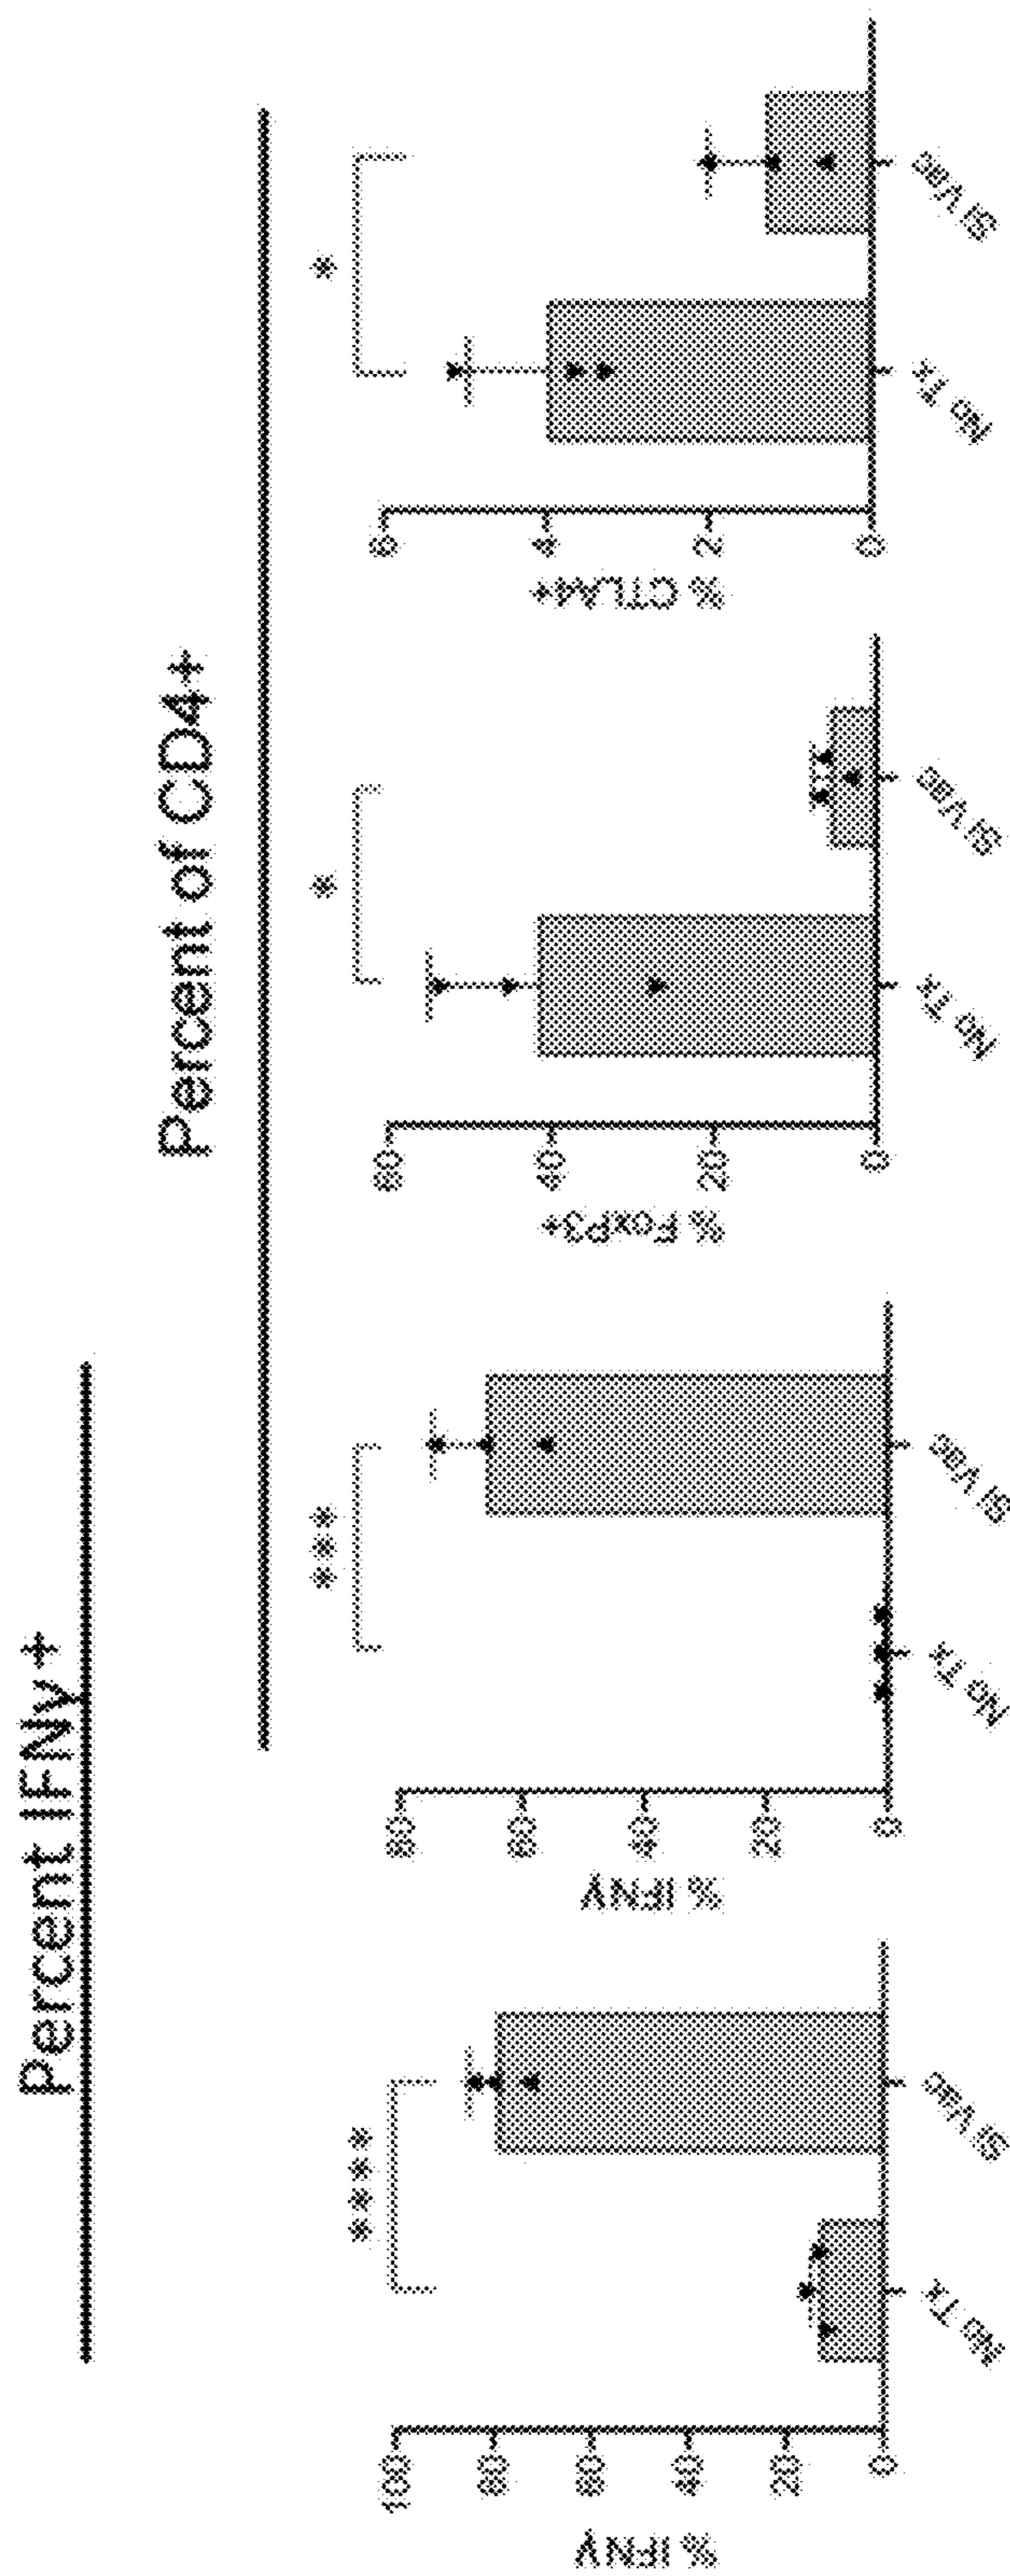 Percent IFNγ+
Percent of CD4+
****
% IFNγ
100
80
60
40
20
0
No Tx
SI Vac
***
% IFNγ
80
60
40
20
0
No Tx
SI Vac
*
% FoxP3+
60
40
20
0
No Tx
SI Vac
*
% CTLA4+
6
4
2
0
No Tx
SI Vac